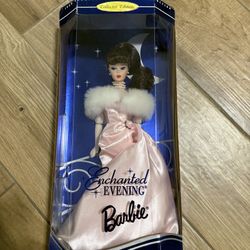 Collector Edition
Enchanted
EVENING
Barbie